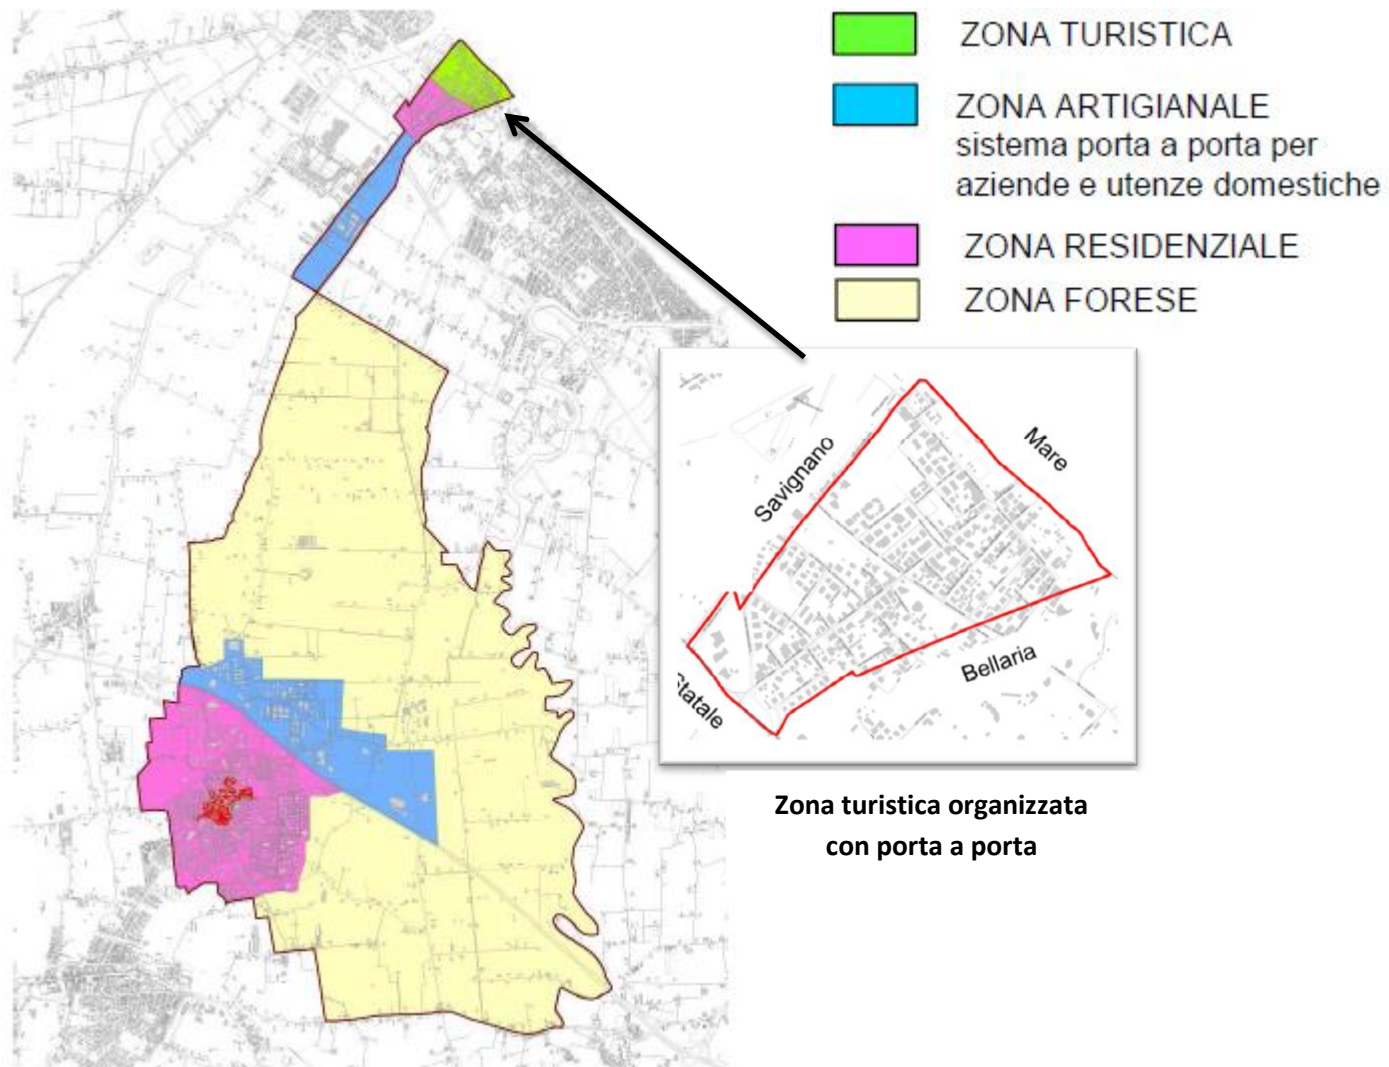 ZONA TURISTICA
ZONA ARTIGIANALE
sistema porta a porta per
aziende e utenze domestiche
ZONA RESIDENZIALE
ZONA FORESE
Savignano
Mare
Bellaria
Statale
Zona turistica organizzata
con porta a porta